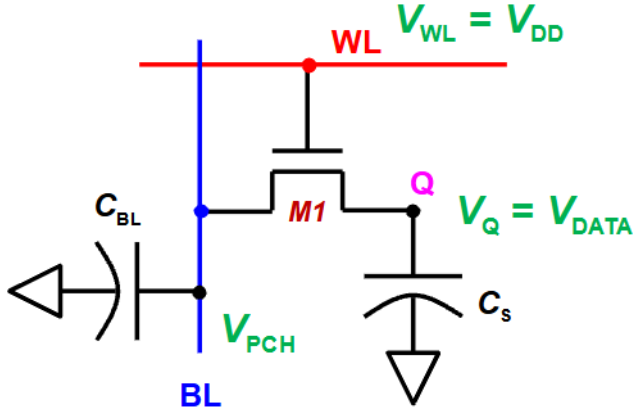 V_WL = V_DD
WL
Q
C_BL
M1
V_Q = V_DATA
C_S
V_PCH
BL